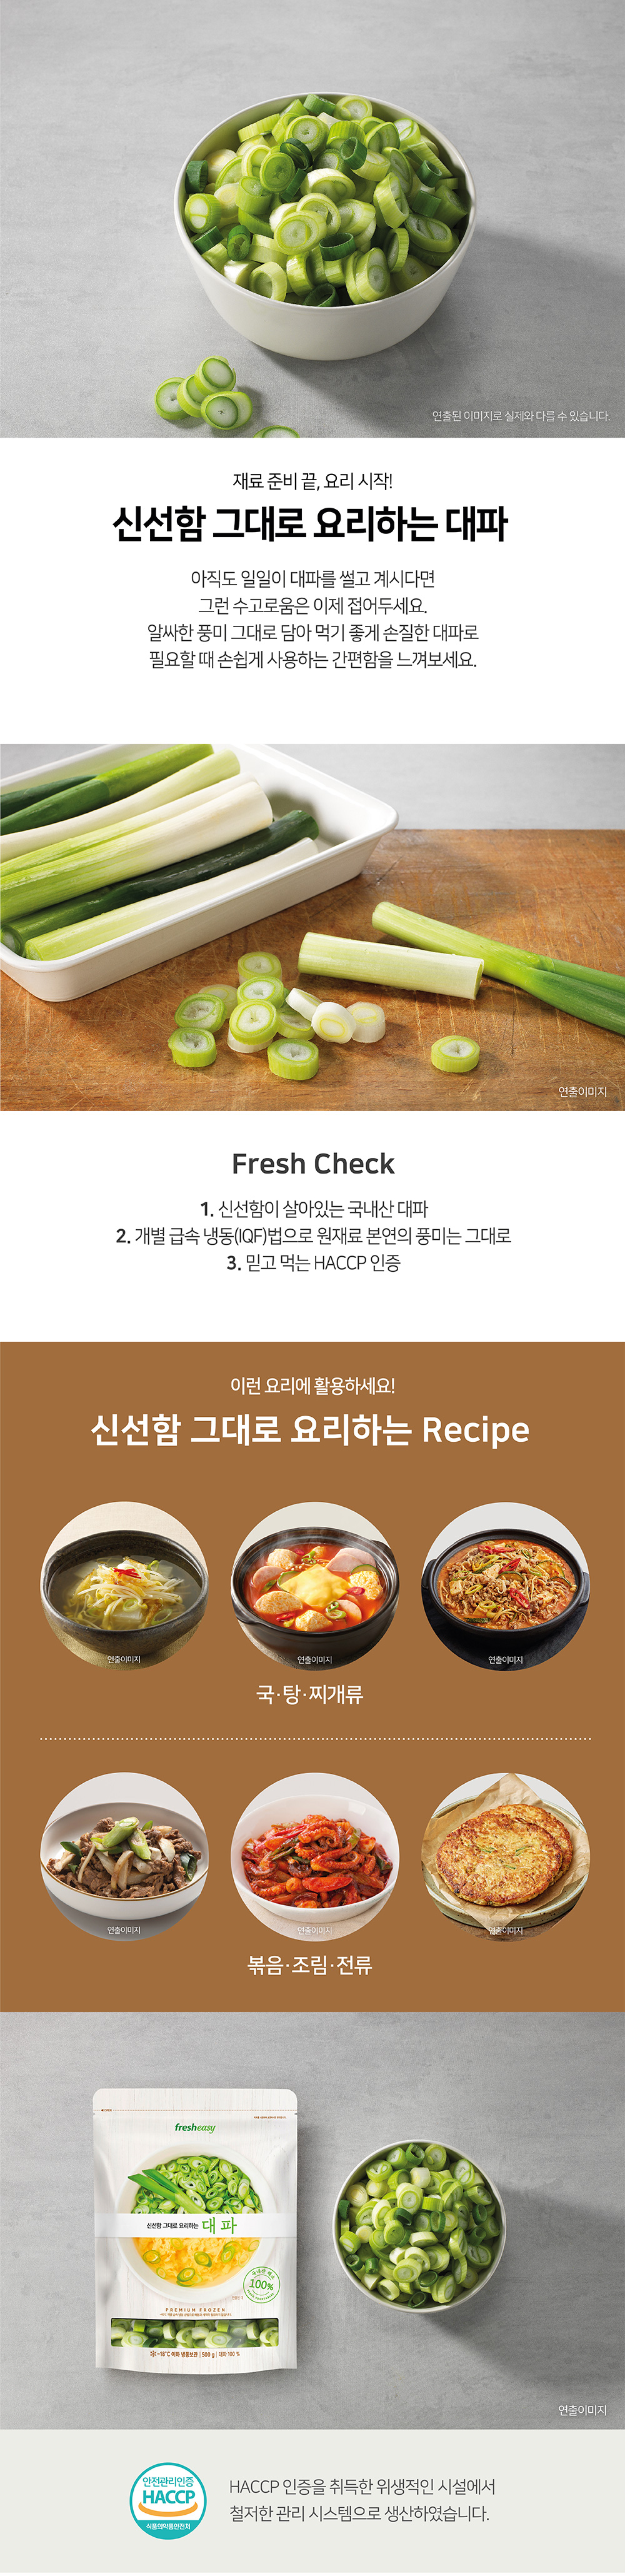 연출된 이미지로 실제와 다를 수 있습니다.
재료 준비 끝, 요리 시작!
신선함 그대로 요리하는 대파
아직도 일일이 대파를 썰고 계시다면
그런 수고로움은 이제 접어두세요.
알싸한 풍미 그대로 담아 먹기 좋게 손질한 대파로
필요할 때 손쉽게 사용하는 간편함을 느껴보세요.
연출이미지
Fresh Check
1. 신선함이 살아있는 국내산 대파
2. 개별 급속 냉동(IQF)법으로 원재료 본연의 풍미는 그대로
3. 믿고 먹는 HACCP 인증
이런 요리에 활용하세요!
신선함 그대로 요리하는 Recipe
연출이미지
연출이미지
연출이미지
국·탕·찌개류
연출이미지
연출이미지
연출이미지
볶음·조림·전류
fresheasy
신선함 그대로 요리하는 대파
100%
PREMIUM FROZEN
-18℃ 이하 냉동보관 | 500 g | 대파 100 %
연출이미지
안전관리인증
HACCP
식품의약품안전처
HACCP 인증을 취득한 위생적인 시설에서
철저한 관리 시스템으로 생산하였습니다.